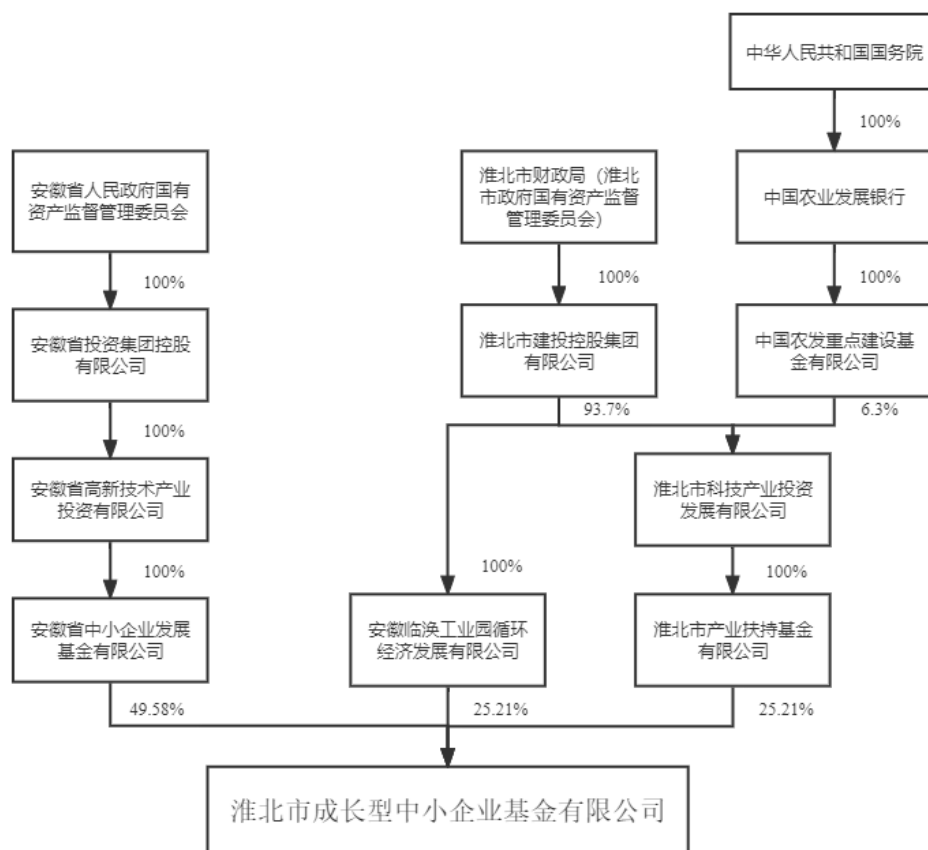 中华人民共和国国务院
100%
安徽省人民政府国有
资产监督管理委员会
淮北市财政局（淮北
市政府国有资产监督
管理委员会）
中国农业发展银行
100%
100%
100%
安徽省投资集团控股
有限公司
淮北市建投控股集团
有限公司
中国农发重点建设基
金有限公司
93.7%
6.3%
100%
安徽省高新技术产业
投资有限公司
淮北市科技产业投资
发展有限公司
100%
100%
100%
安徽省中小企业发展
基金有限公司
安徽临涣工业园循环
经济发展有限公司
淮北市产业扶持基金
有限公司
49.58%
25.21%
25.21%
淮北市成长型中小企业基金有限公司